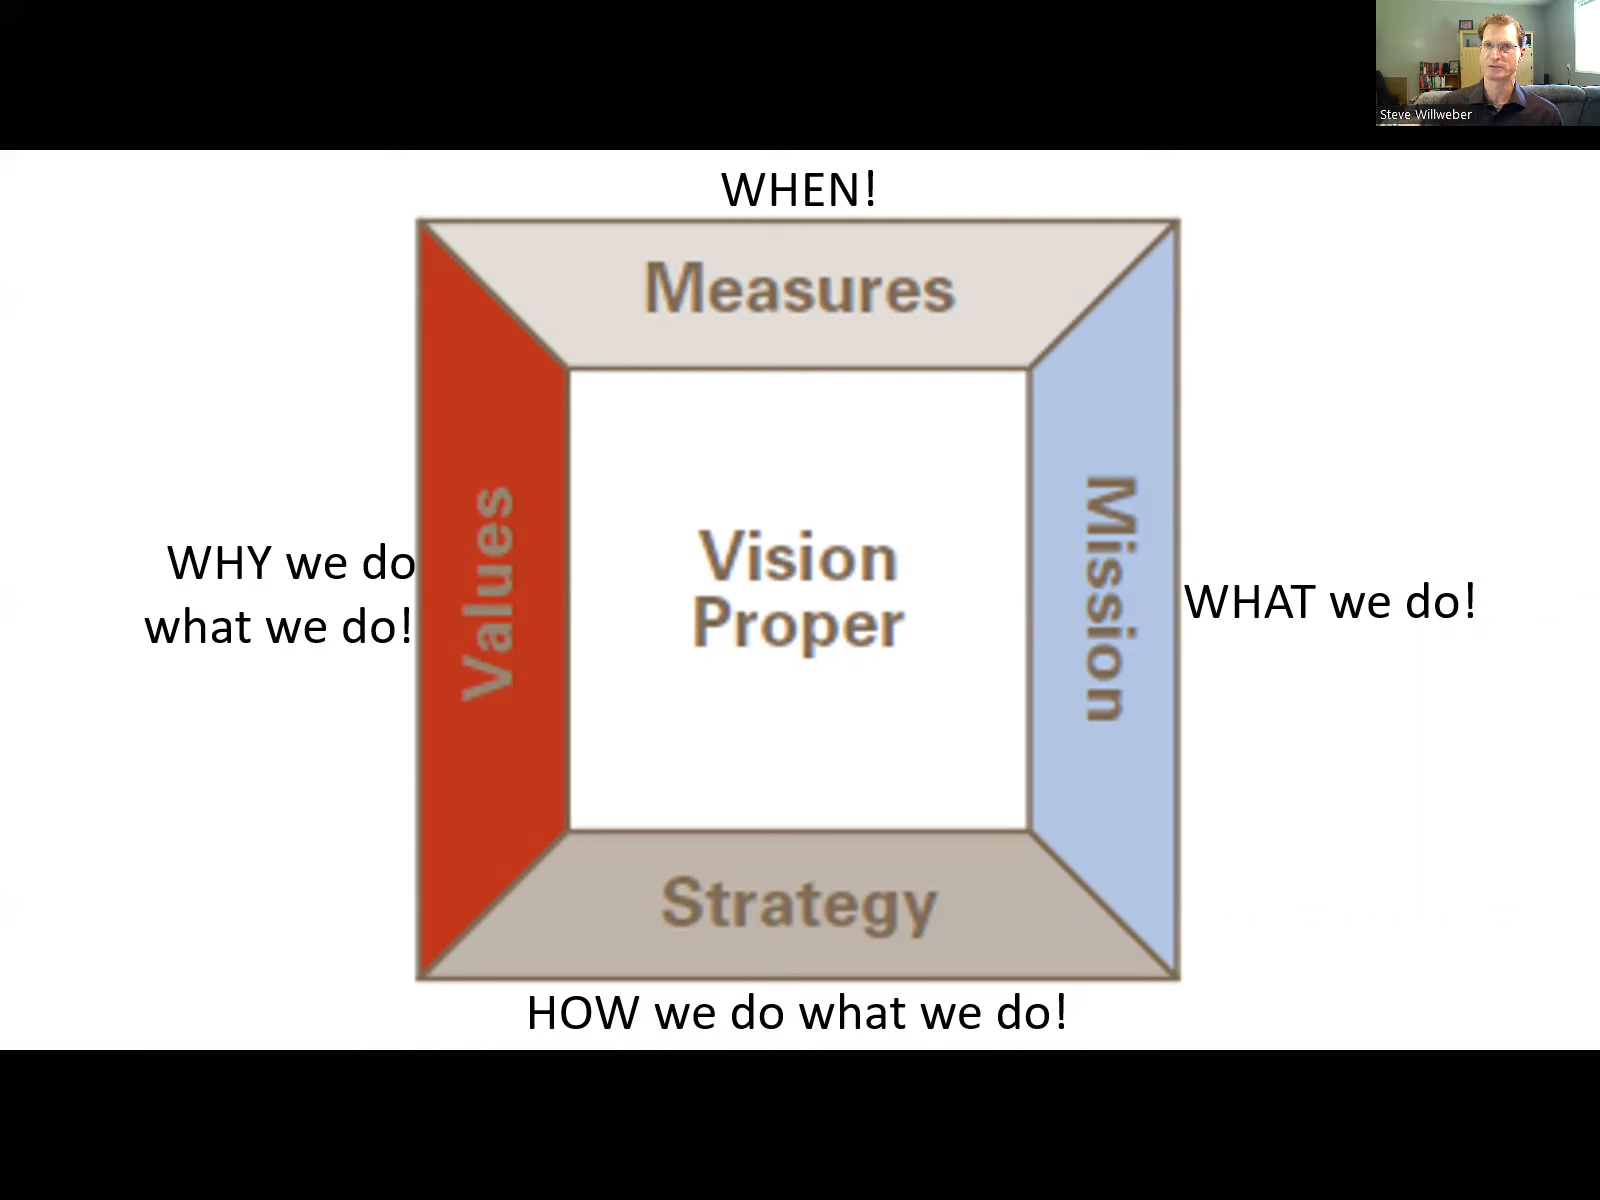 Steve Willweber
WHEN!
Measures
WHY we do
what we do!
Values
Vision
Proper
Mission
WHAT we do!
Strategy
HOW we do what we do!